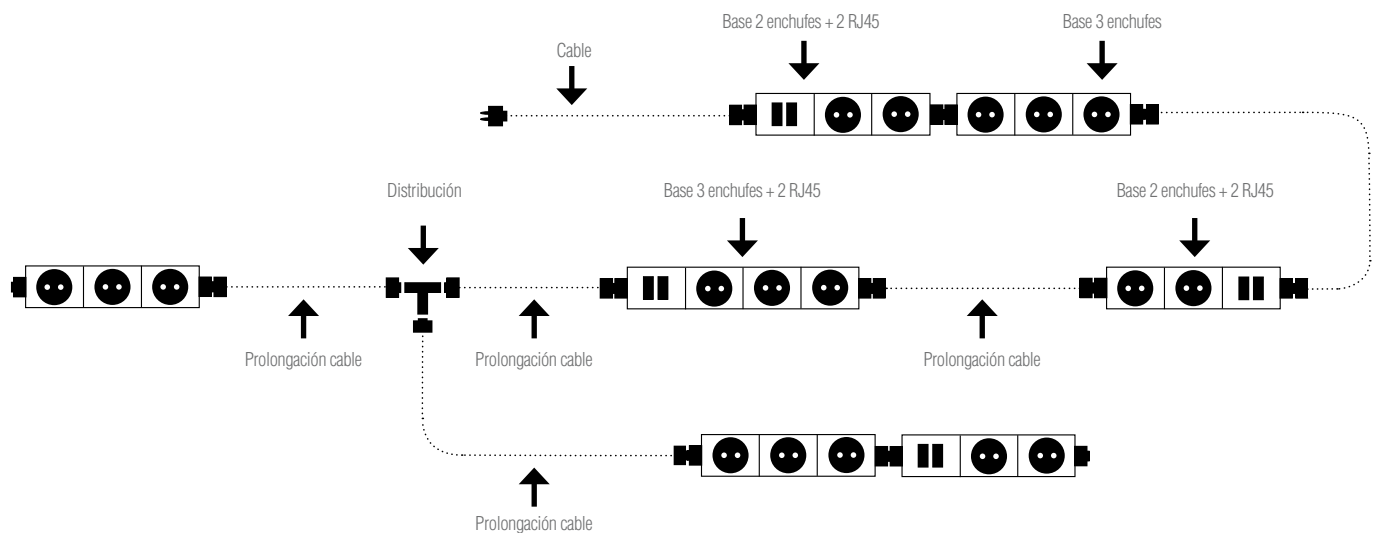 Base 2 enchufes + 2 RJ45
Base 3 enchufes
Cable
Distribución
Base 3 enchufes + 2 RJ45
Base 2 enchufes + 2 RJ45
Prolongación cable
Prolongación cable
Prolongación cable
Prolongación cable